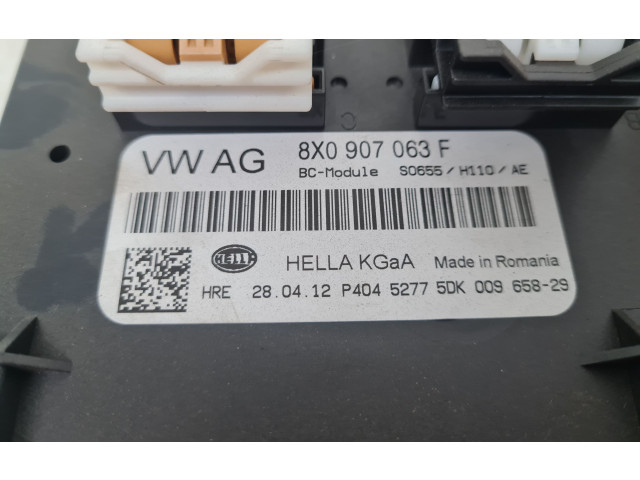 VW AG 8X0 907 063 F
BC-Module S0655 / H110 / AE
HELLA HELLA KGaA Made in Romania
HRE 28.04.12 P404 5277 5DK 009 658-29